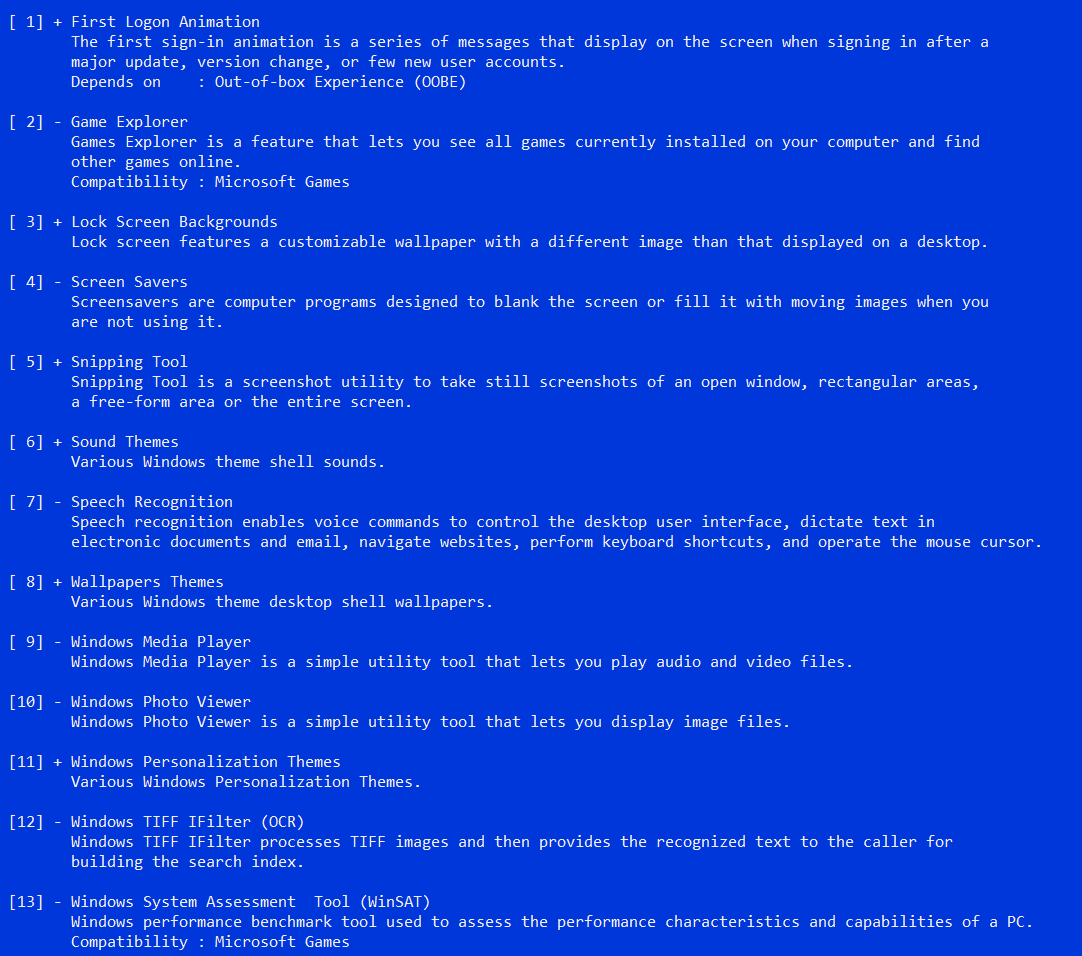 [ 1] + First Logon Animation
The first sign-in animation is a series of messages that display on the screen when signing in after a
major update, version change, or few new user accounts.
Depends on    : Out-of-box Experience (OOBE)
[ 2] - Game Explorer
Games Explorer is a feature that lets you see all games currently installed on your computer and find
other games online.
Compatibility : Microsoft Games
[ 3] + Lock Screen Backgrounds
Lock screen features a customizable wallpaper with a different image than that displayed on a desktop.
[ 4] - Screen Savers
Screensavers are computer programs designed to blank the screen or fill it with moving images when you
are not using it.
[ 5] + Snipping Tool
Snipping Tool is a screenshot utility to take still screenshots of an open window, rectangular areas,
a free-form area or the entire screen.
[ 6] + Sound Themes
Various Windows theme shell sounds.
[ 7] - Speech Recognition
Speech recognition enables voice commands to control the desktop user interface, dictate text in
electronic documents and email, navigate websites, perform keyboard shortcuts, and operate the mouse cursor.
[ 8] + Wallpapers Themes
Various Windows theme desktop shell wallpapers.
[ 9] - Windows Media Player
Windows Media Player is a simple utility tool that lets you play audio and video files.
[10] - Windows Photo Viewer
Windows Photo Viewer is a simple utility tool that lets you display image files.
[11] + Windows Personalization Themes
Various Windows Personalization Themes.
[12] - Windows TIFF IFilter (OCR)
Windows TIFF IFilter processes TIFF images and then provides the recognized text to the caller for
building the search index.
[13] - Windows System Assessment  Tool (WinSAT)
Windows performance benchmark tool used to assess the performance characteristics and capabilities of a PC.
Compatibility : Microsoft Games